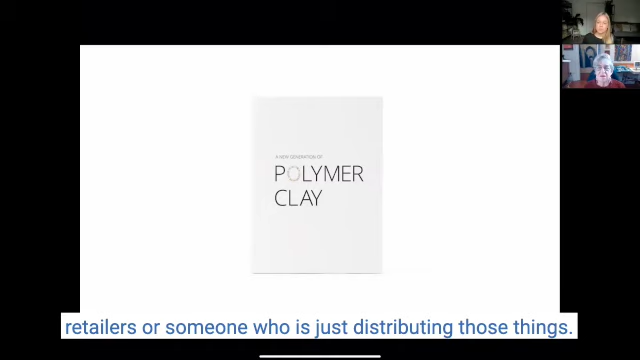 A NEW GENERATION OF
POLYMER
CLAY
retailers or someone who is just distributing those things.